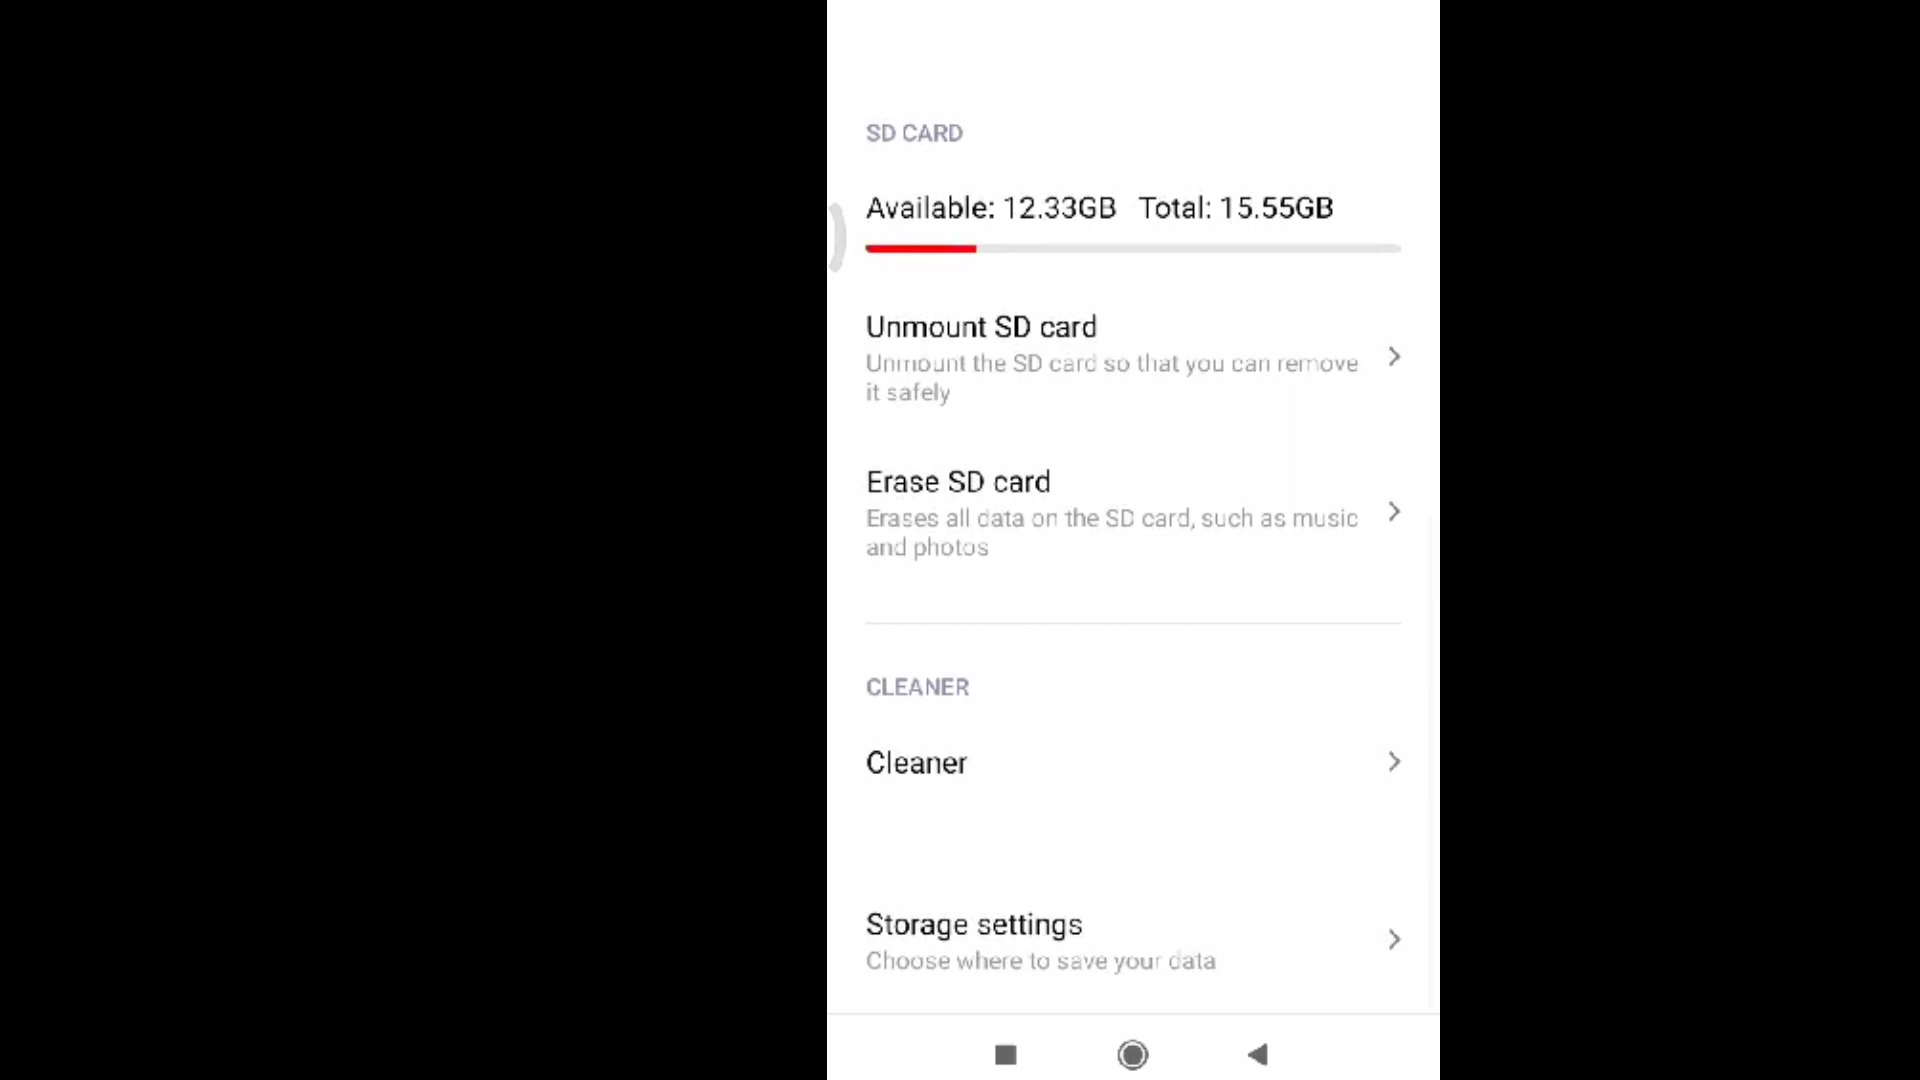 SD CARD
Available: 12.33GB Total: 15.55GB
Unmount SD card
Unmount the SD card so that you can remove
it safely
Erase SD card
Erases all data on the SD card, such as music
and photos
CLEANER
Cleaner
Storage settings
Choose where to save your data